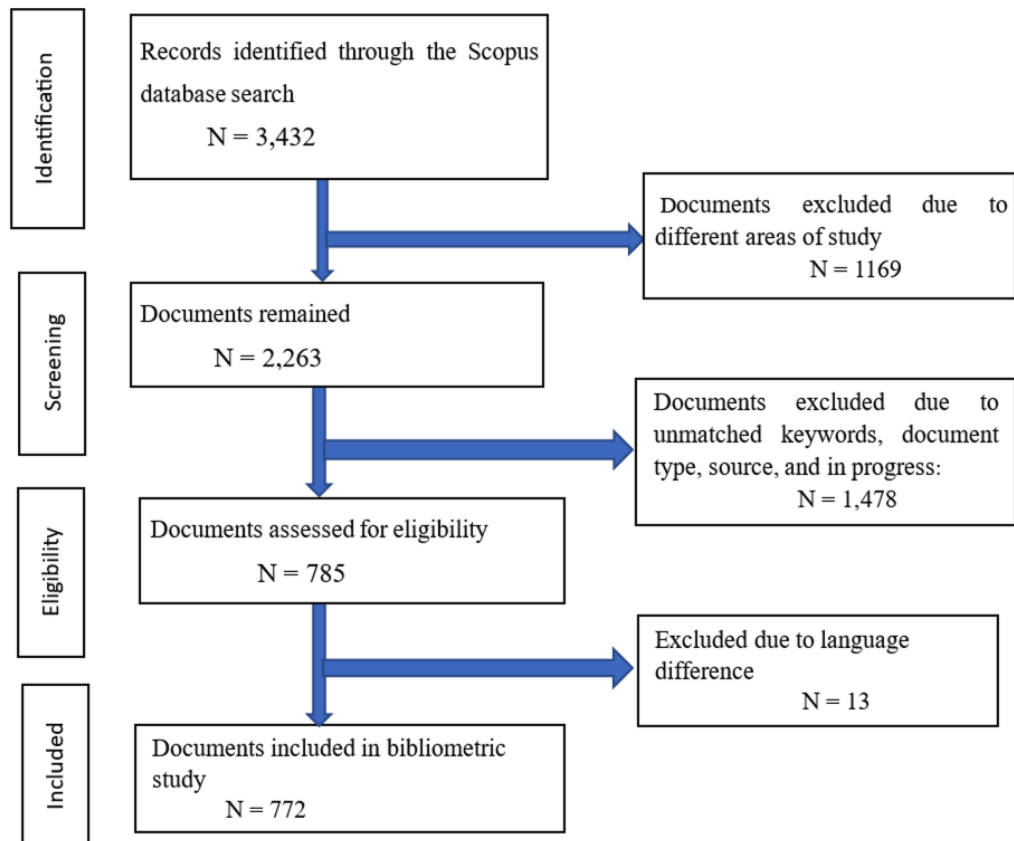 Identification
Records identified through the Scopus
database search
N = 3,432
Documents excluded due to
different areas of study
N = 1169
Screening
Documents remained
N = 2,263
Documents excluded due to
unmatched keywords, document
type, source, and in progress:
N = 1,478
Eligibility
Documents assessed for eligibility
N = 785
Excluded due to language
difference
N = 13
Included
Documents included in bibliometric
study
N = 772